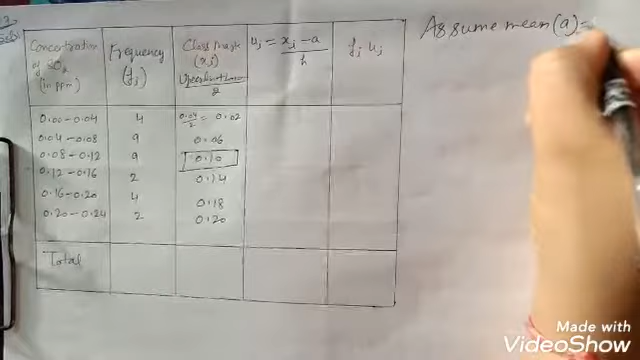 Assume mean (a) =
Concentration of SO₂ (in ppm) | Frequency (fᵢ) | Class Mark (xᵢ) | uᵢ = xᵢ - a / h | fᵢ uᵢ
0.00-0.04 4 0.04/2 = 0.02
0.04-0.08 9 0.06
0.08-0.12 9 0.10
0.12-0.16 2 0.14
0.16-0.20 4 0.18
0.20-0.24 2 0.20
Total
Made with
VideoShow